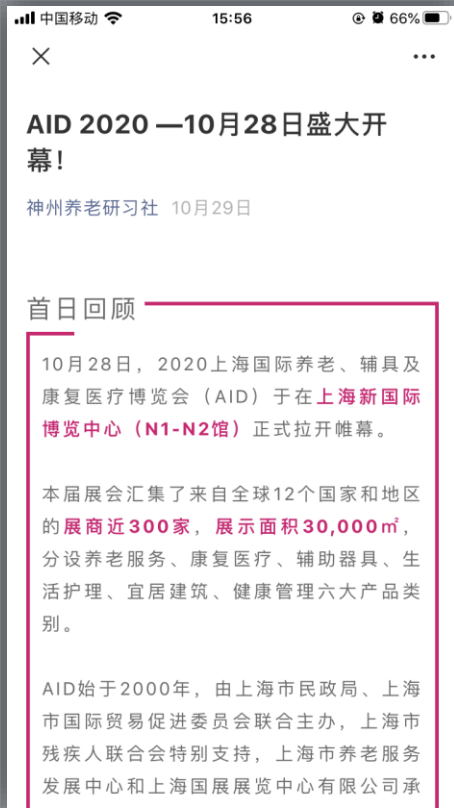 中国移动 15:56 66%
AID 2020 —10月28日盛大开
幕!
神州养老研习社 10月29日
首日回顾
10月28日，2020上海国际养老、辅具及
康复医疗博览会（AID）于在上海新国际
博览中心（N1-N2馆）正式拉开帷幕。
本届展会汇集了来自全球12个国家和地区
的展商近300家，展示面积30,000㎡，
分设养老服务、康复医疗、辅助器具、生
活护理、宜居建筑、健康管理六大产品类
别。
AID始于2000年，由上海市民政局、上海
市国际贸易促进委员会联合主办，上海市
残疾人联合会特别支持，上海市养老服务
发展中心和上海国展展览中心有限公司承